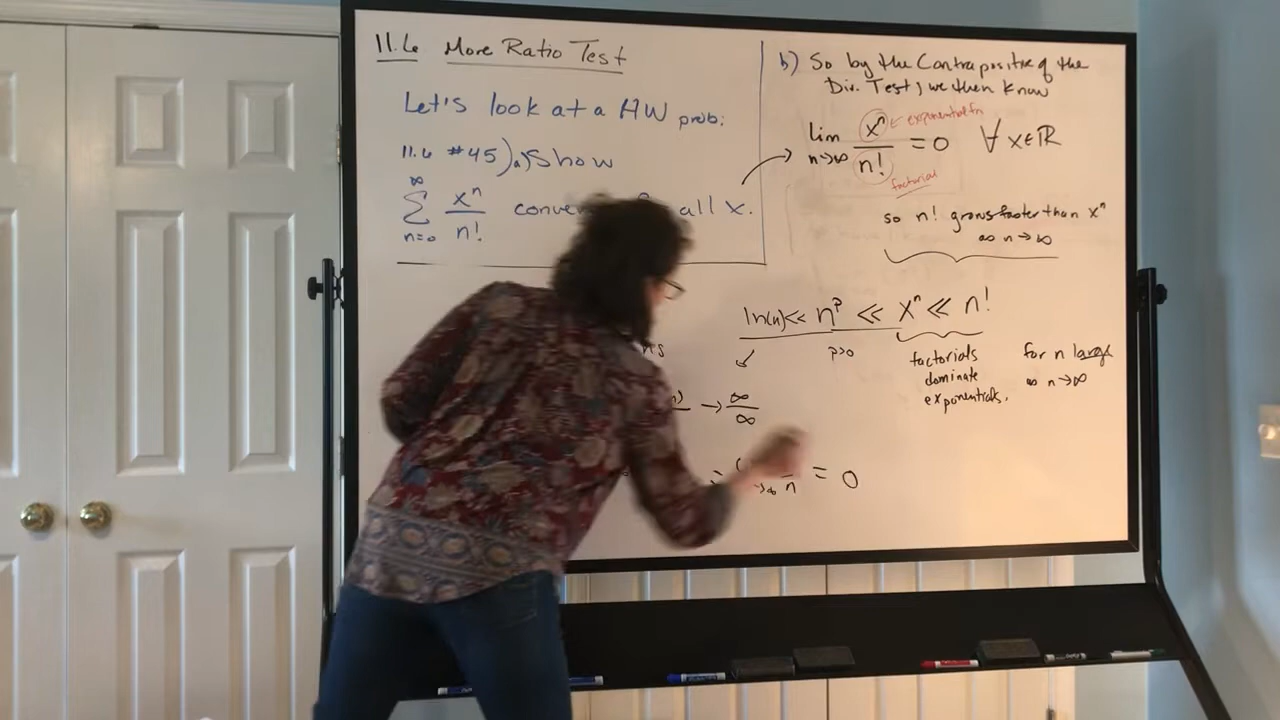 11.6 More Ratio Test
Let's look at a HW prob:
11.6 #45) a) Show
∞
∑ xⁿ/n! all x.
n=0
b) So by the Contrapositive of the
Div. Test, we then know
lim xⁿ/n! = 0 ∀ x∈ℝ
n→∞
← exponential fn
factorial
so n! grows faster than xⁿ
as n→∞
ln(n) << nᵖ << xⁿ << n!
p>0
factorials
dominate
exponentials.
for n large
as n→∞
→ ∞/∞
n = 0